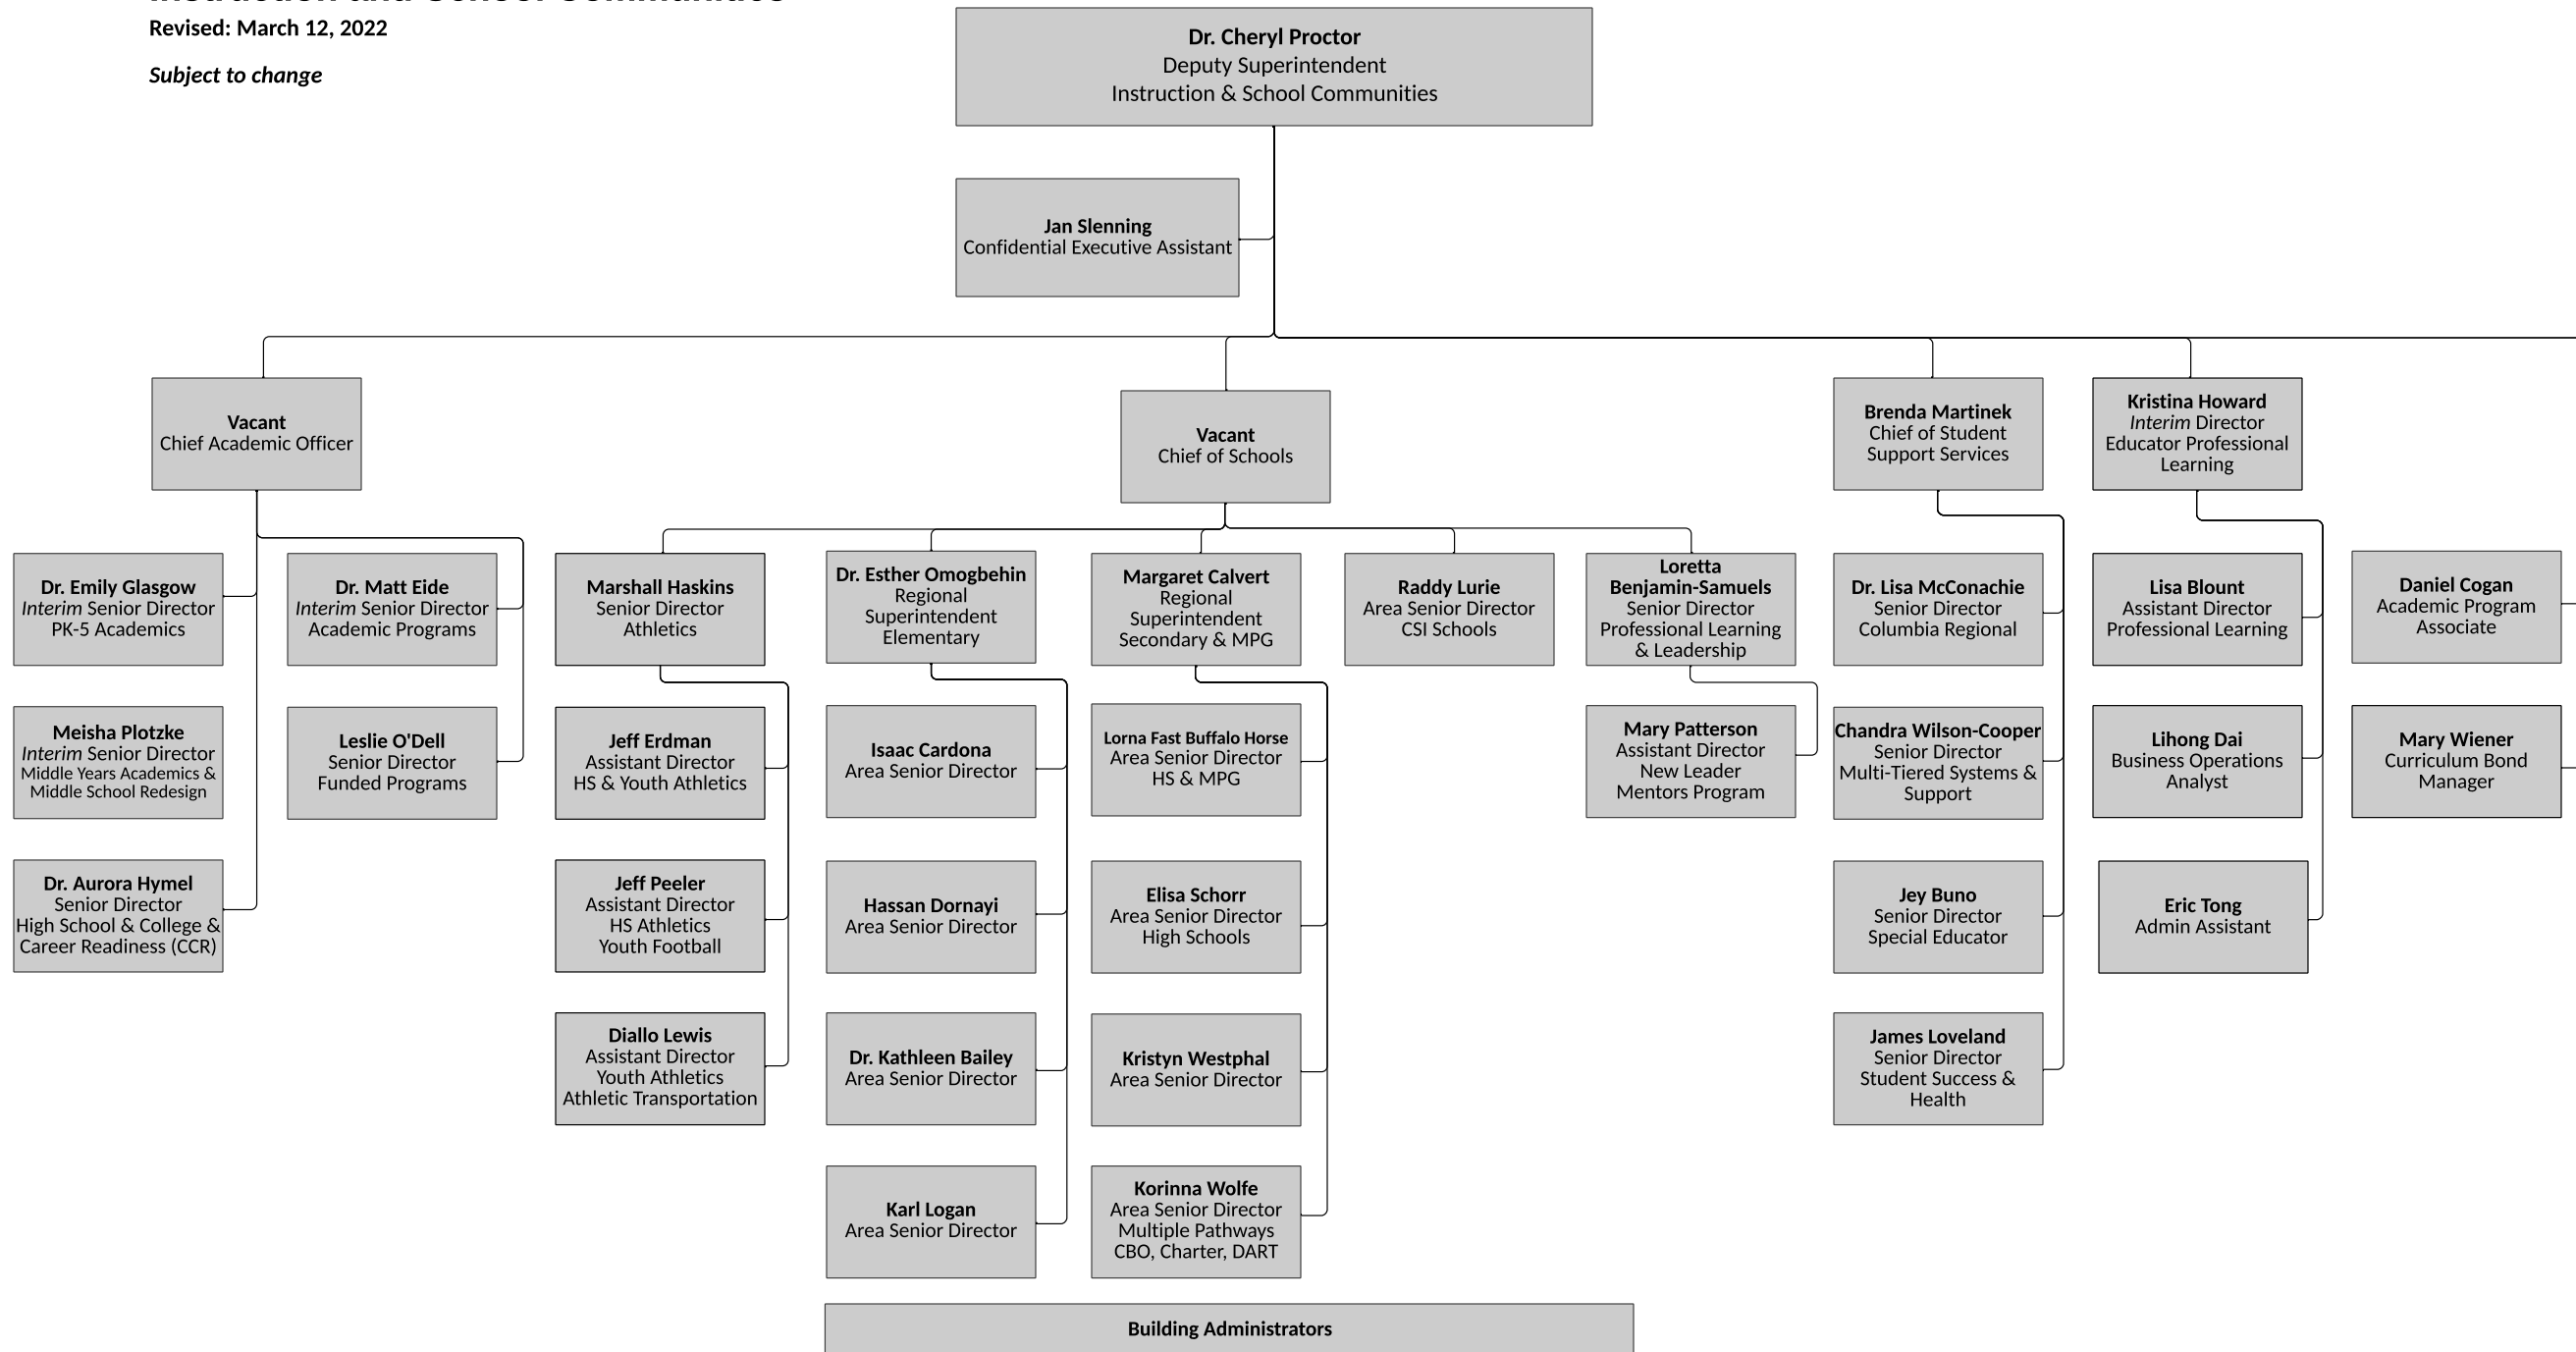 Instruction and School Communities
Revised: March 12, 2022
Subject to change
Dr. Cheryl Proctor
Deputy Superintendent
Instruction & School Communities
Jan Slenning
Confidential Executive Assistant
Vacant
Chief Academic Officer
Vacant
Chief of Schools
Brenda Martinek
Chief of Student
Support Services
Kristina Howard
Interim Director
Educator Professional
Learning
Dr. Emily Glasgow
Interim Senior Director
PK-5 Academics
Dr. Matt Eide
Interim Senior Director
Academic Programs
Marshall Haskins
Senior Director
Athletics
Dr. Esther Omogbehin
Regional
Superintendent
Elementary
Margaret Calvert
Regional
Superintendent
Secondary & MPG
Raddy Lurie
Area Senior Director
CSI Schools
Loretta
Benjamin-Samuels
Senior Director
Professional Learning
& Leadership
Dr. Lisa McConachie
Senior Director
Columbia Regional
Lisa Blount
Assistant Director
Professional Learning
Daniel Cogan
Academic Program
Associate
Meisha Plotzke
Interim Senior Director
Middle Years Academics &
Middle School Redesign
Leslie O'Dell
Senior Director
Funded Programs
Jeff Erdman
Assistant Director
HS & Youth Athletics
Isaac Cardona
Area Senior Director
Lorna Fast Buffalo Horse
Area Senior Director
HS & MPG
Mary Patterson
Assistant Director
New Leader
Mentors Program
Chandra Wilson-Cooper
Senior Director
Multi-Tiered Systems &
Support
Lihong Dai
Business Operations
Analyst
Mary Wiener
Curriculum Bond
Manager
Dr. Aurora Hymel
Senior Director
High School & College &
Career Readiness (CCR)
Jeff Peeler
Assistant Director
HS Athletics
Youth Football
Hassan Dornayi
Area Senior Director
Elisa Schorr
Area Senior Director
High Schools
Jey Buno
Senior Director
Special Educator
Eric Tong
Admin Assistant
Diallo Lewis
Assistant Director
Youth Athletics
Athletic Transportation
Dr. Kathleen Bailey
Area Senior Director
Kristyn Westphal
Area Senior Director
James Loveland
Senior Director
Student Success &
Health
Karl Logan
Area Senior Director
Korinna Wolfe
Area Senior Director
Multiple Pathways
CBO, Charter, DART
Building Administrators